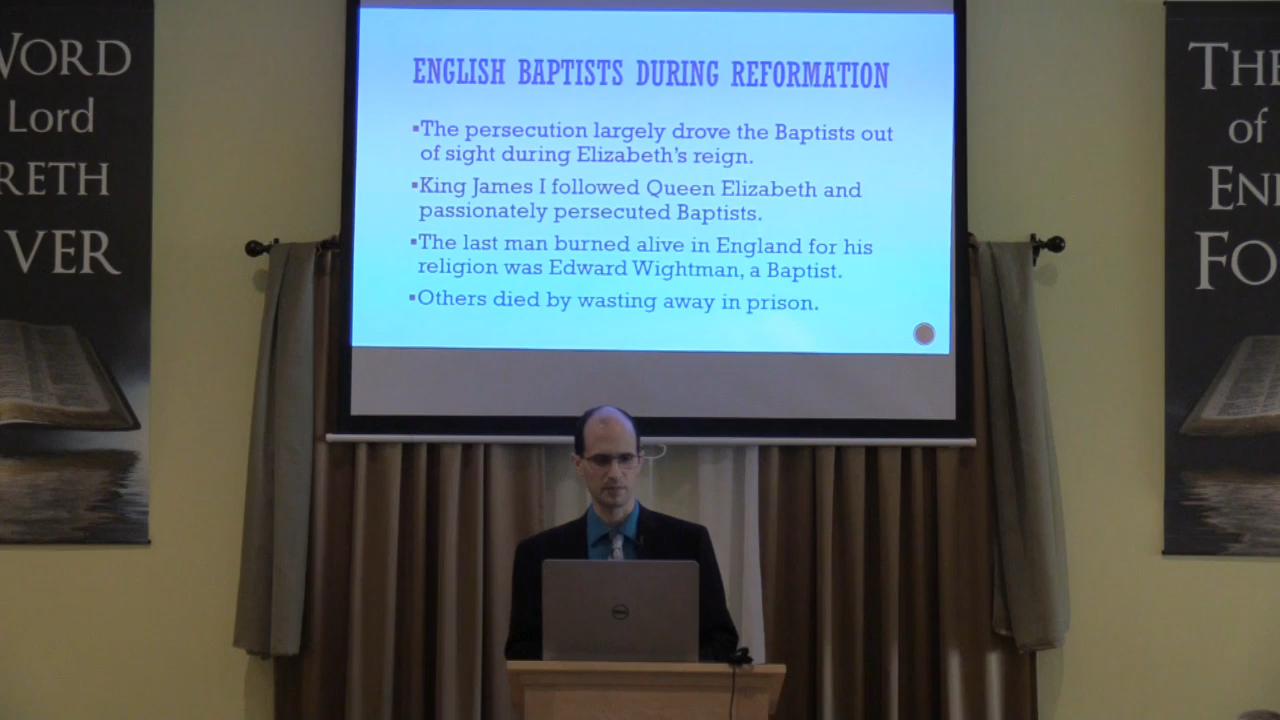 WORD
Lord
RETH
VER
ENGLISH BAPTISTS DURING REFORMATION
▪The persecution largely drove the Baptists out
of sight during Elizabeth's reign.
▪King James I followed Queen Elizabeth and
passionately persecuted Baptists.
▪The last man burned alive in England for his
religion was Edward Wightman, a Baptist.
▪Others died by wasting away in prison.
THE
of
EN
FO
DELL